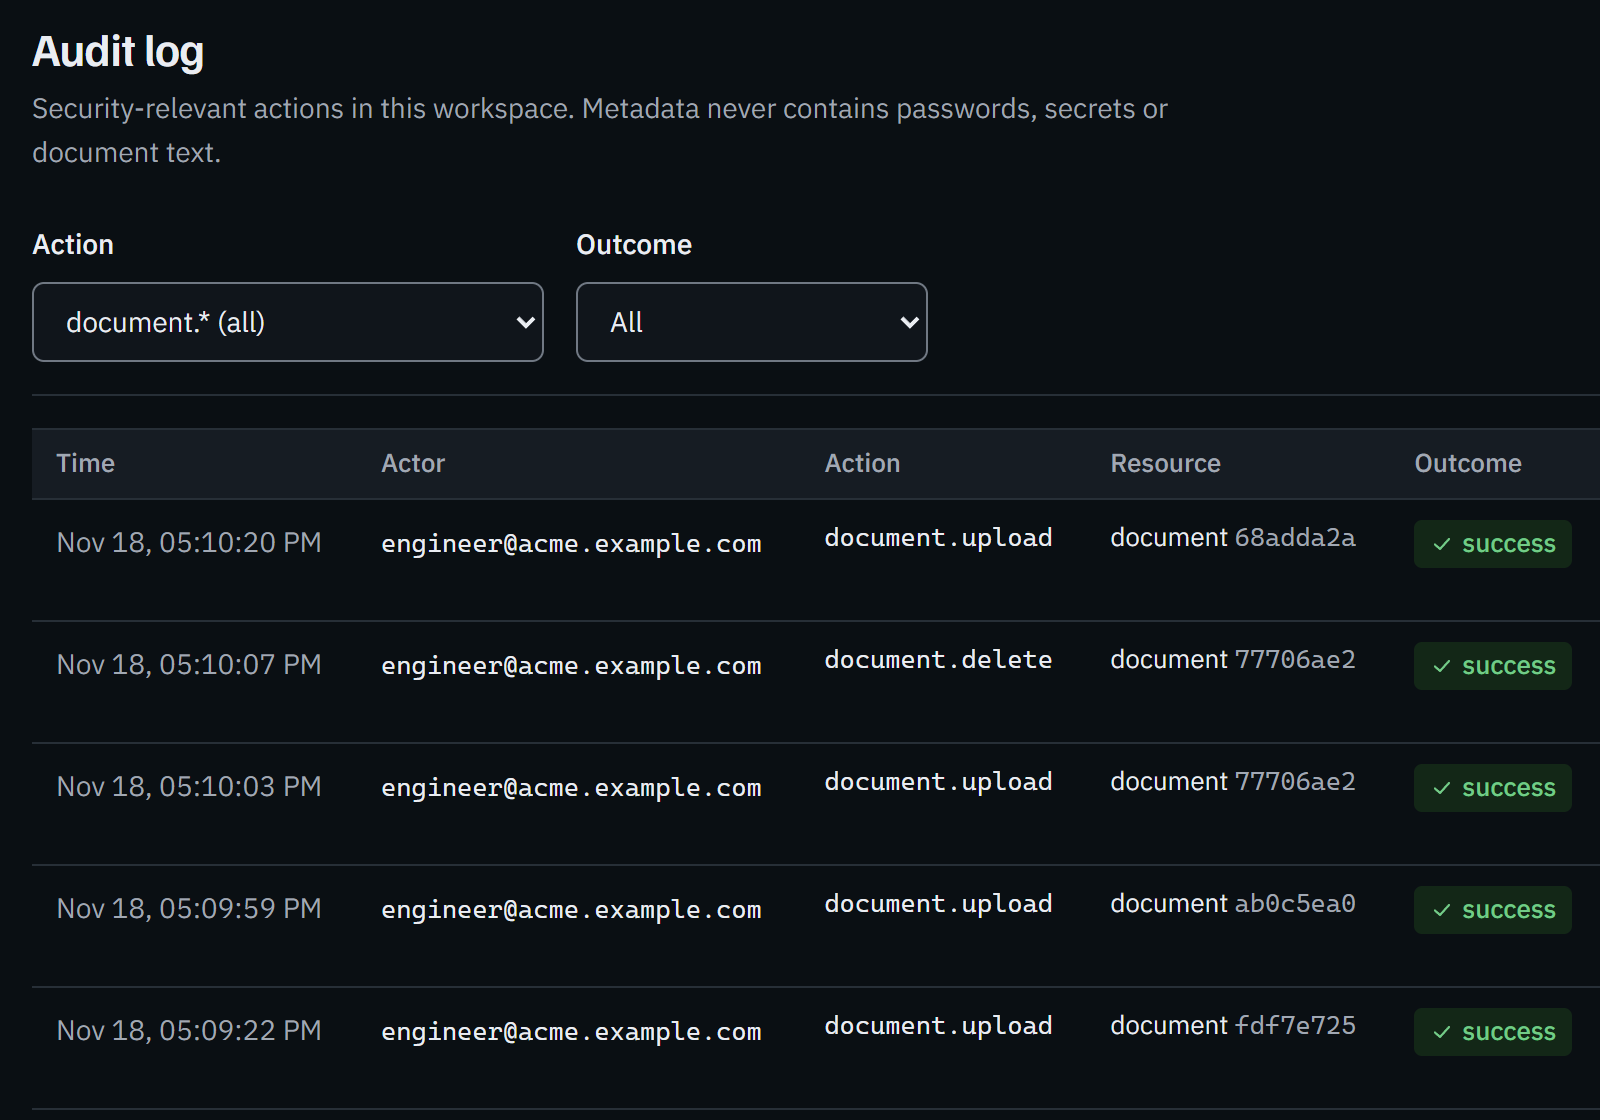 Audit log
Security-relevant actions in this workspace. Metadata never contains passwords, secrets or
document text.
Action Outcome
document.* (all) All
Time Actor Action Resource Outcome
Nov 18, 05:10:20 PM engineer@acme.example.com document.upload document 68adda2a success
Nov 18, 05:10:07 PM engineer@acme.example.com document.delete document 77706ae2 success
Nov 18, 05:10:03 PM engineer@acme.example.com document.upload document 77706ae2 success
Nov 18, 05:09:59 PM engineer@acme.example.com document.upload document ab0c5ea0 success
Nov 18, 05:09:22 PM engineer@acme.example.com document.upload document fdf7e725 success